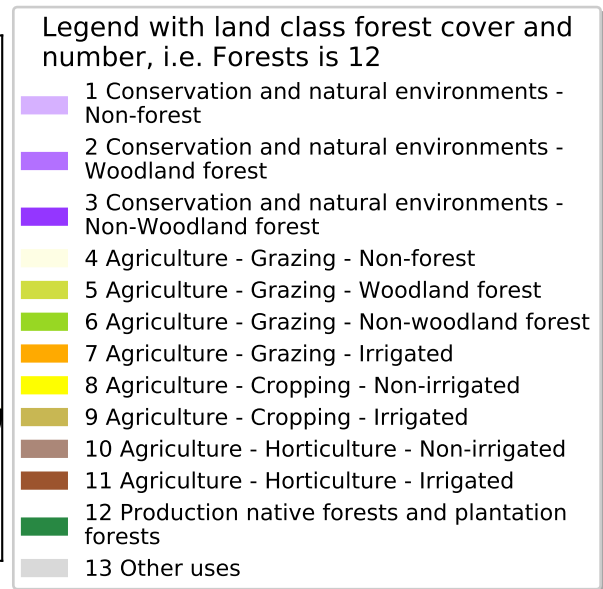 Legend with land class forest cover and
number, i.e. Forests is 12
1 Conservation and natural environments -
Non-forest
2 Conservation and natural environments -
Woodland forest
3 Conservation and natural environments -
Non-Woodland forest
4 Agriculture - Grazing - Non-forest
5 Agriculture - Grazing - Woodland forest
6 Agriculture - Grazing - Non-woodland forest
7 Agriculture - Grazing - Irrigated
8 Agriculture - Cropping - Non-irrigated
9 Agriculture - Cropping - Irrigated
10 Agriculture - Horticulture - Non-irrigated
11 Agriculture - Horticulture - Irrigated
12 Production native forests and plantation
forests
13 Other uses